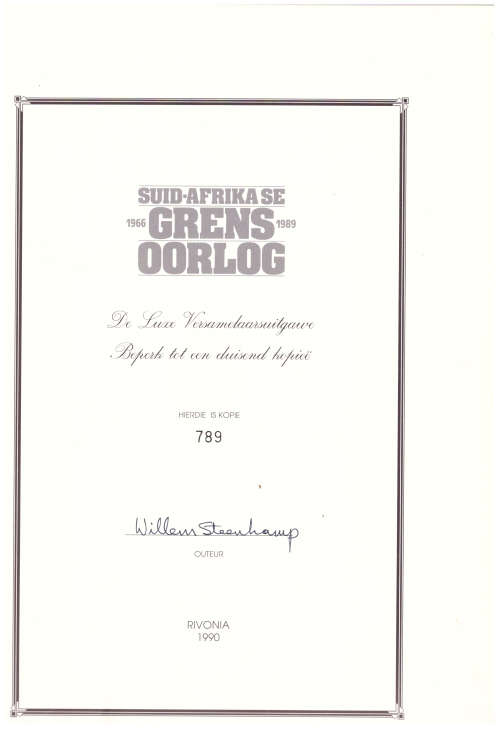 SUID-AFRIKA SE
1966 GRENS 1989
OORLOG
De Luxe Versamelaarsuitgawe
Beperk tot een duisend kopieë
HIERDIE IS KOPIE
789
Willem Steenkamp
OUTEUR
RIVONIA
1990